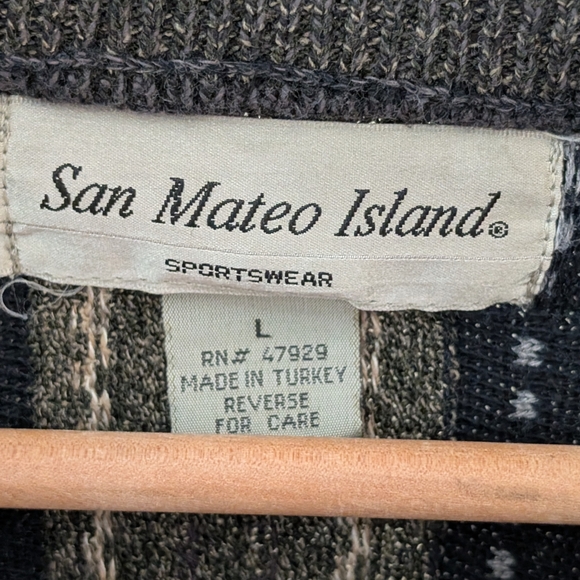 San Mateo Island®
SPORTSWEAR
L
RN# 47929
MADE IN TURKEY
REVERSE
FOR CARE